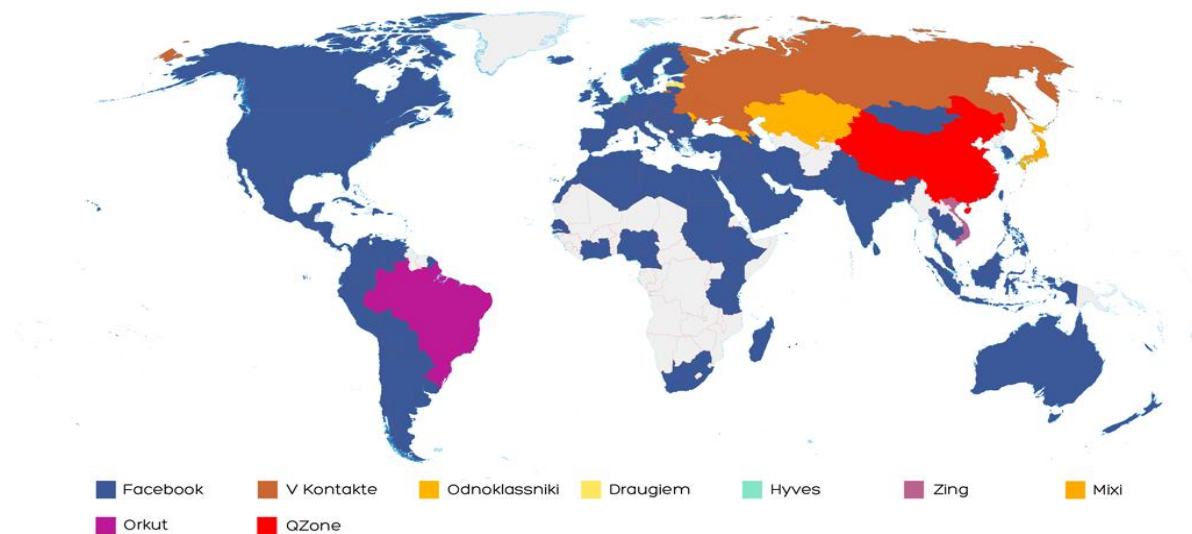 Facebook V Kontakte Odnoklassniki Draugiem Hyves Zing Mixi
Orkut QZone